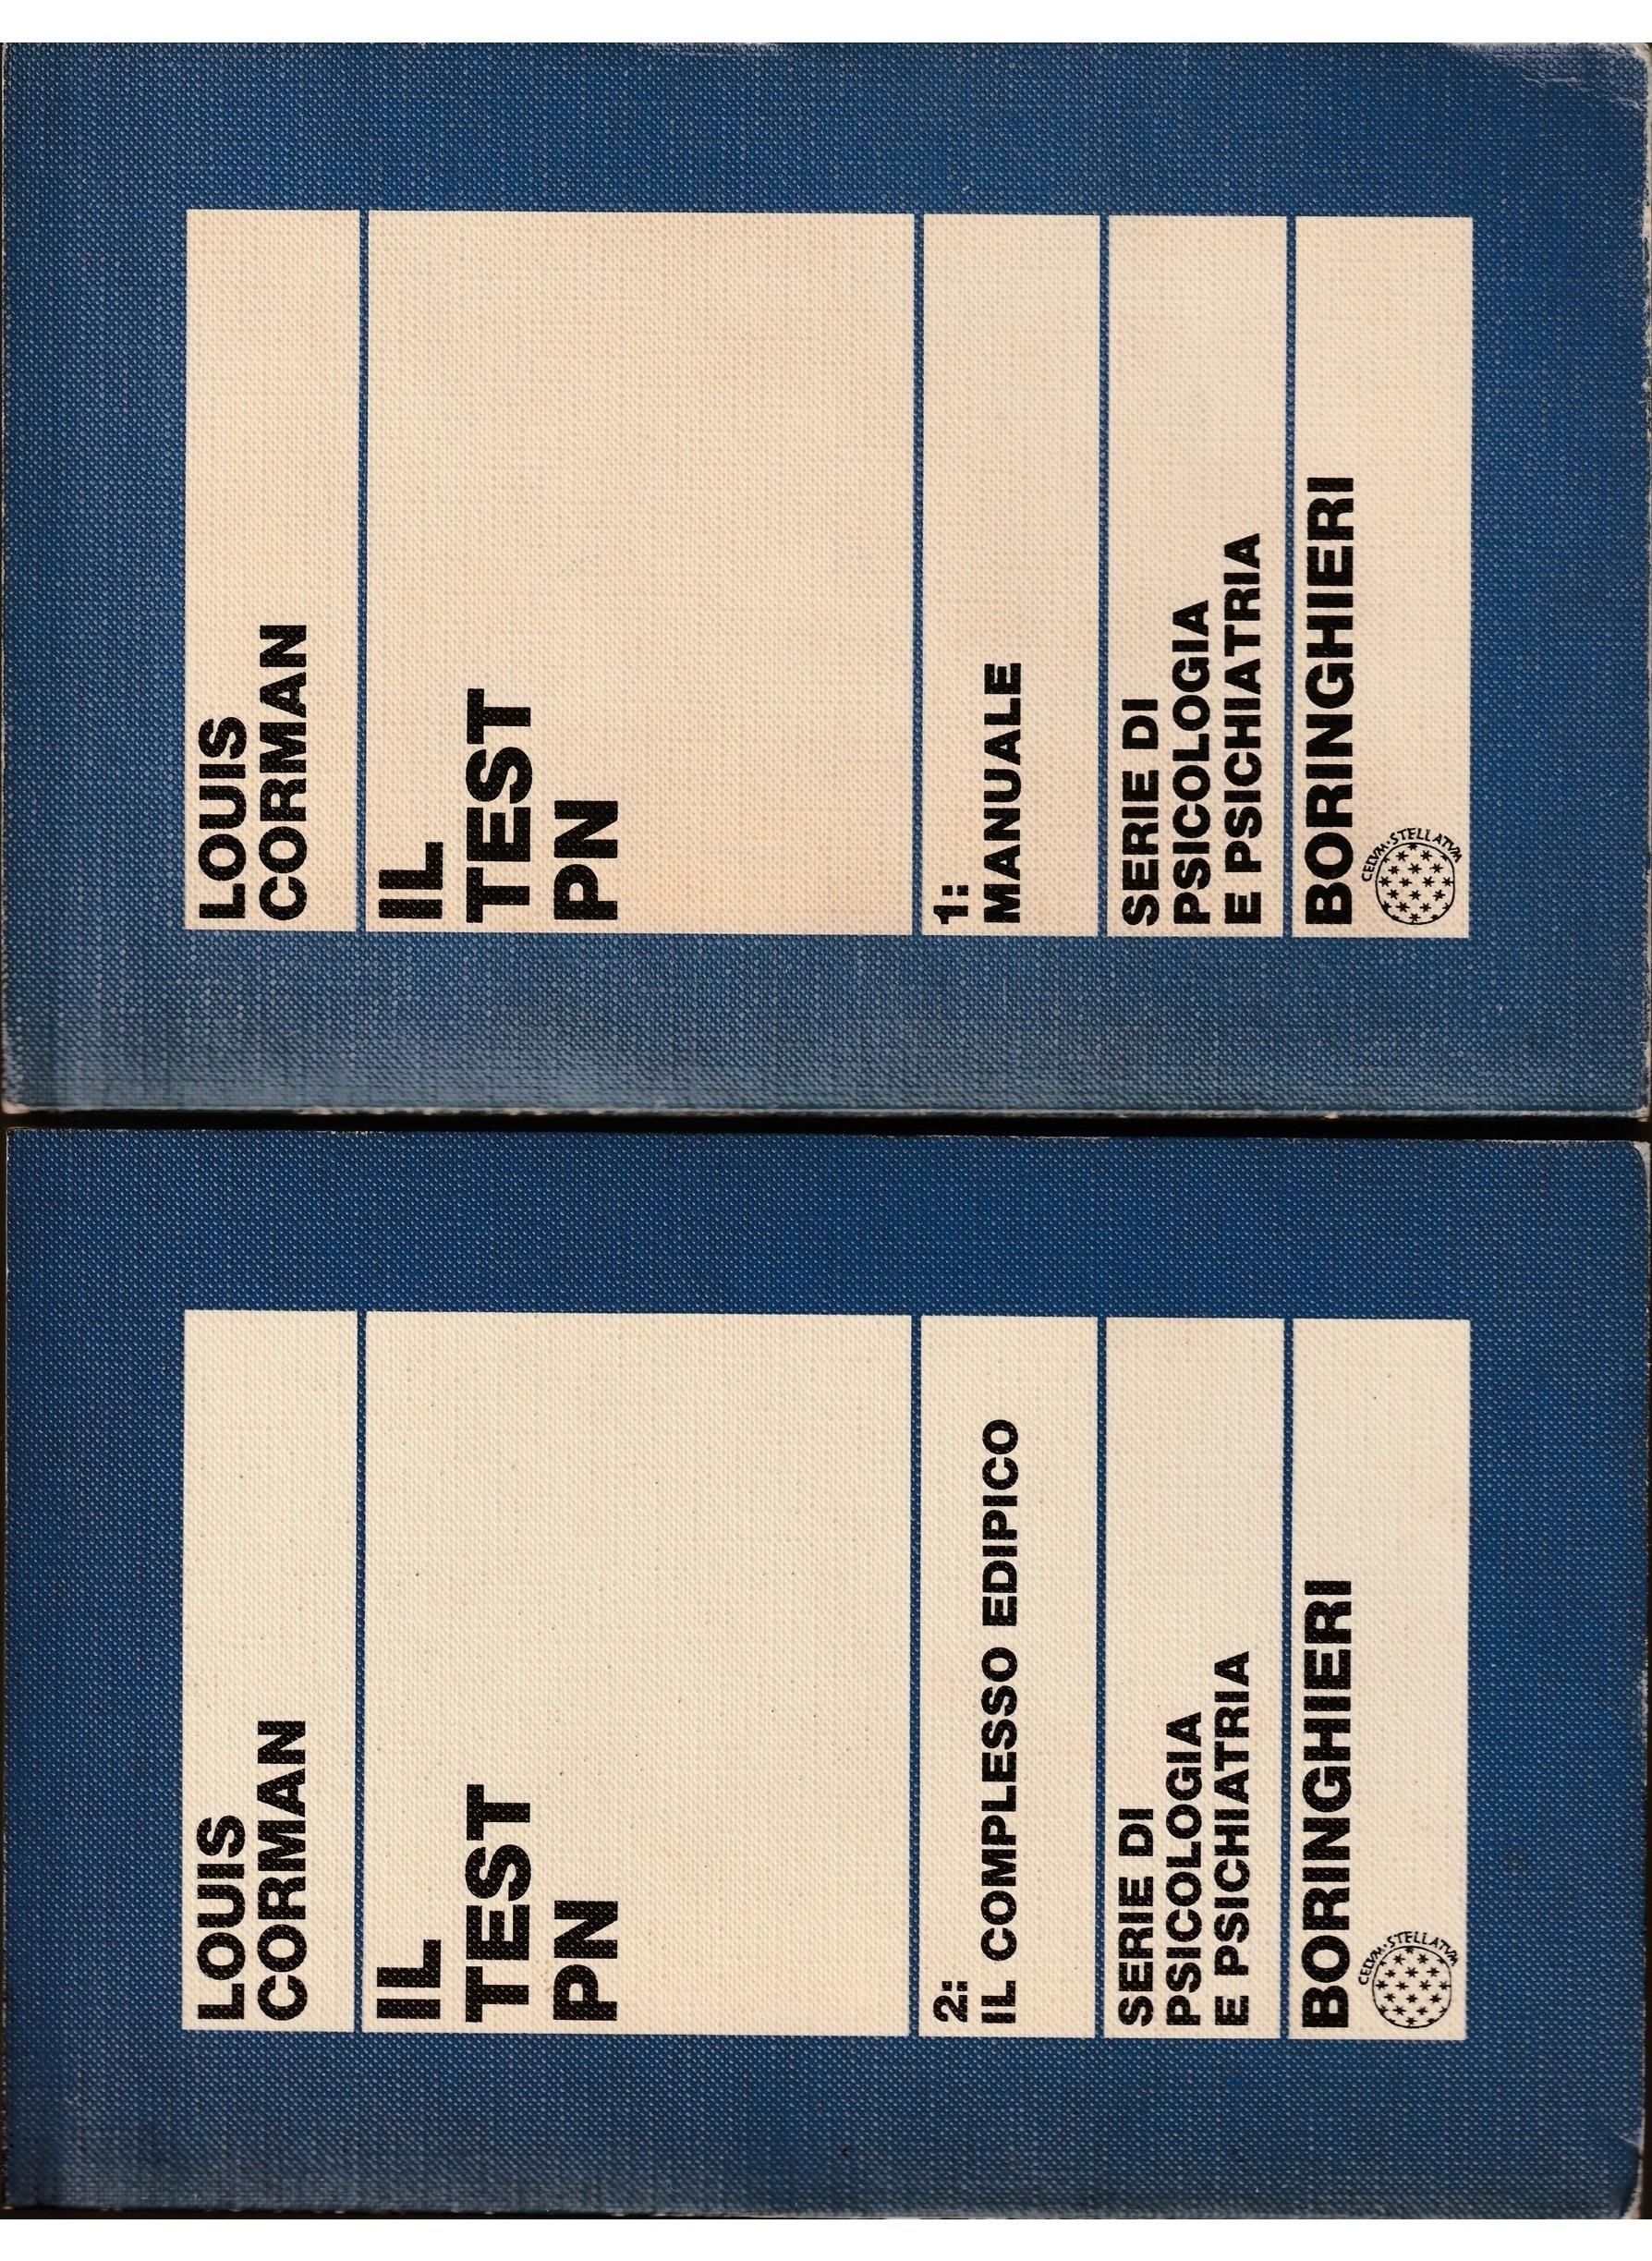 LOUIS
CORMAN
IL
TEST
PN
1:
MANUALE
SERIE DI
PSICOLOGIA
E PSICHIATRIA
BORINGHIERI
CELVM·STELLATVM
LOUIS
CORMAN
IL
TEST
PN
2:
IL COMPLESSO EDIPICO
SERIE DI
PSICOLOGIA
E PSICHIATRIA
BORINGHIERI
CELVM·STELLATVM